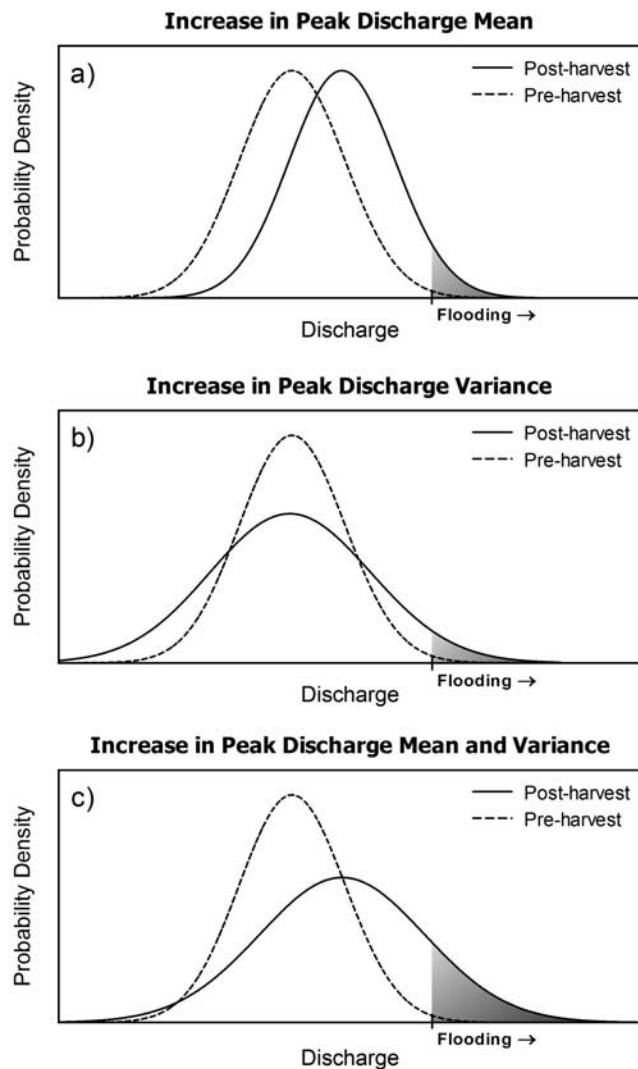 Increase in Peak Discharge Mean
a)
Post-harvest
Pre-harvest
Probability Density
Flooding →
Discharge
Increase in Peak Discharge Variance
b)
Post-harvest
Pre-harvest
Probability Density
Flooding →
Discharge
Increase in Peak Discharge Mean and Variance
c)
Post-harvest
Pre-harvest
Probability Density
Flooding →
Discharge